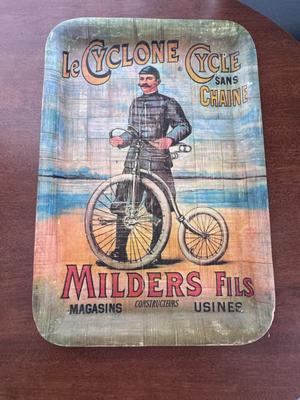 Le CYCLONE CYCLE
SANS
CHAINE
MILDERS FILS
MAGASINS CONSTRUCTEURS USINES